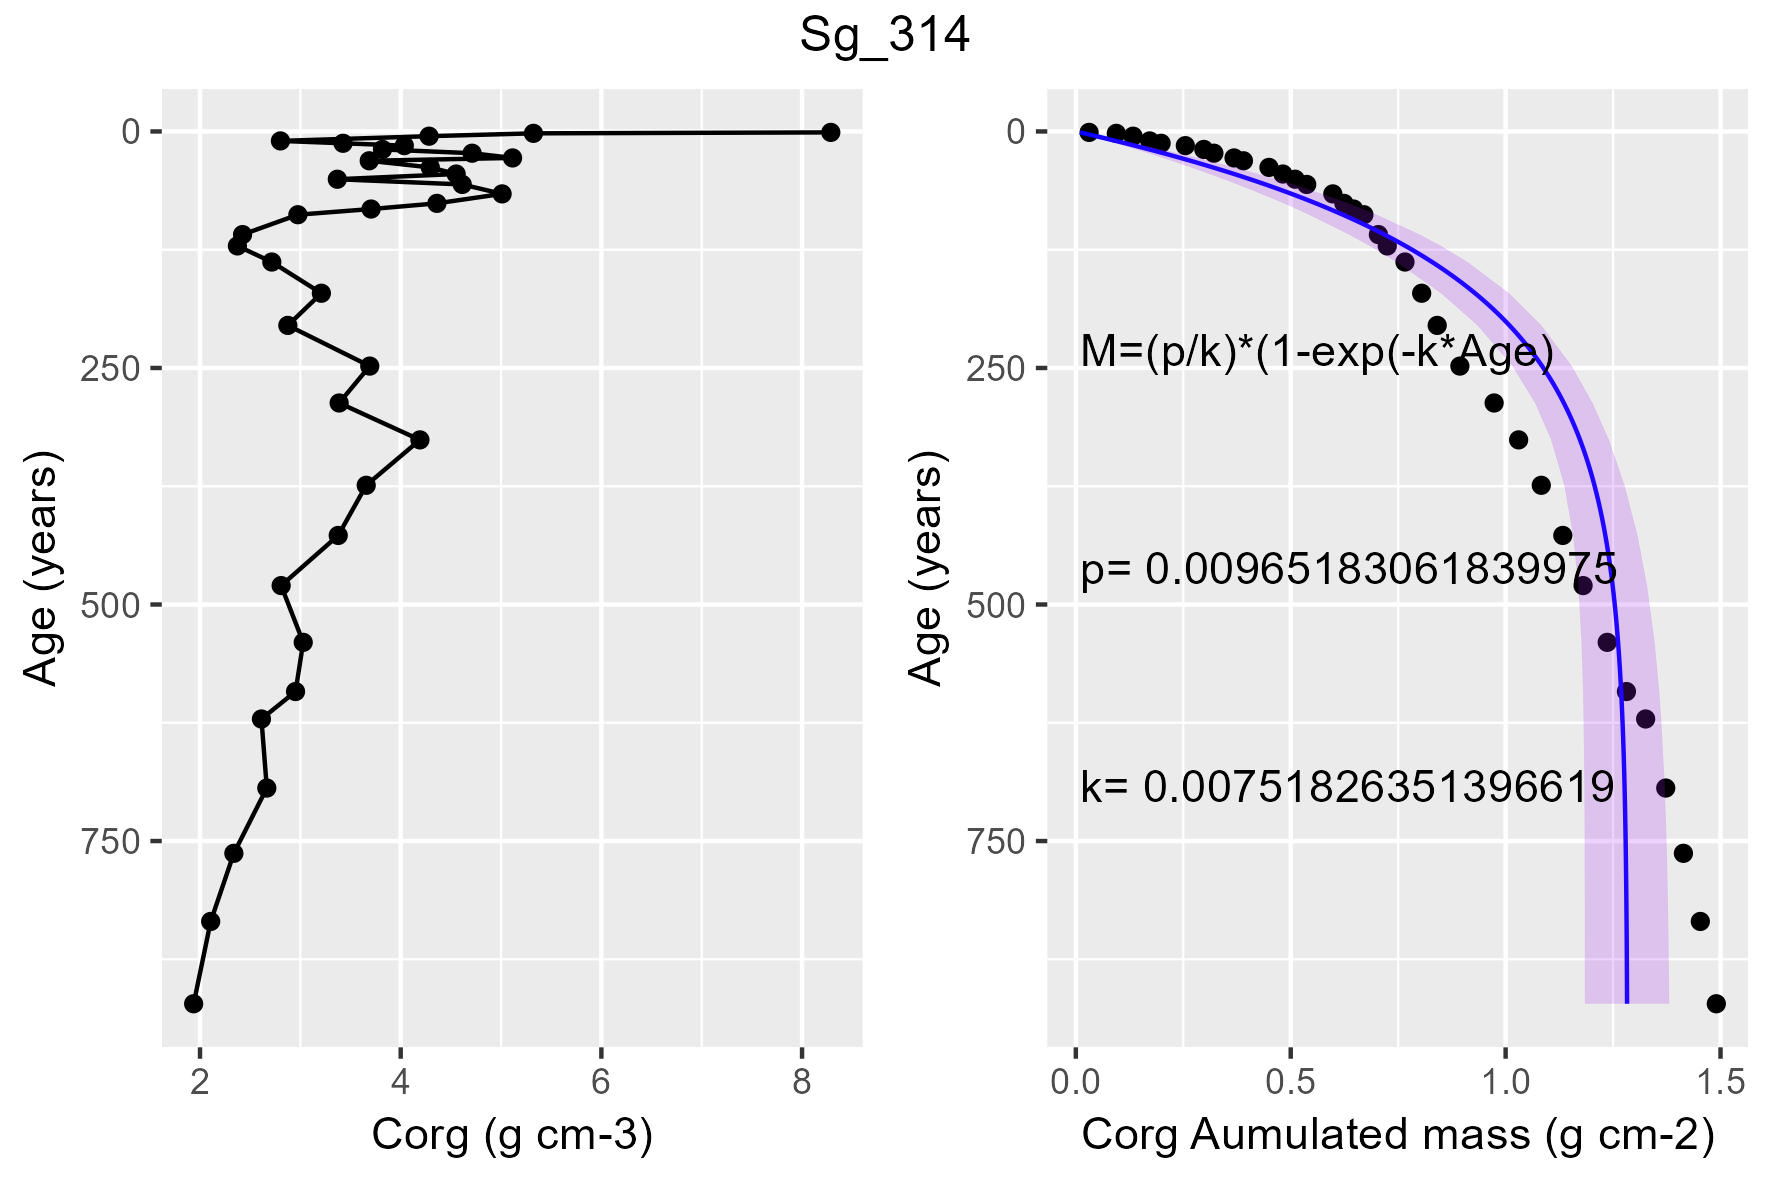 Sg_314
0
250
500
750
Age (years)
2
4
6
8
Corg (g cm-3)
0
250
500
750
Age (years)
M=(p/k)*(1-exp(-k*Age)
p= 0.00965183061839975
k= 0.00751826351396619
0.0
0.5
1.0
1.5
Corg Aumulated mass (g cm-2)